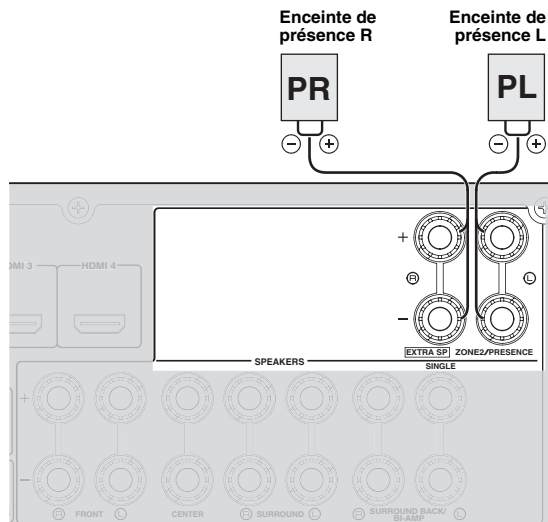 Enceinte de présence R
Enceinte de présence L
PR
PL
− +
− +
DMI 3
HDMI 4
+
R
L
−
EXTRA SP
ZONE2/PRESENCE
SPEAKERS
SINGLE
+
−
R FRONT L
CENTER
R SURROUND L
R SURROUND BACK/ L
BI-AMP